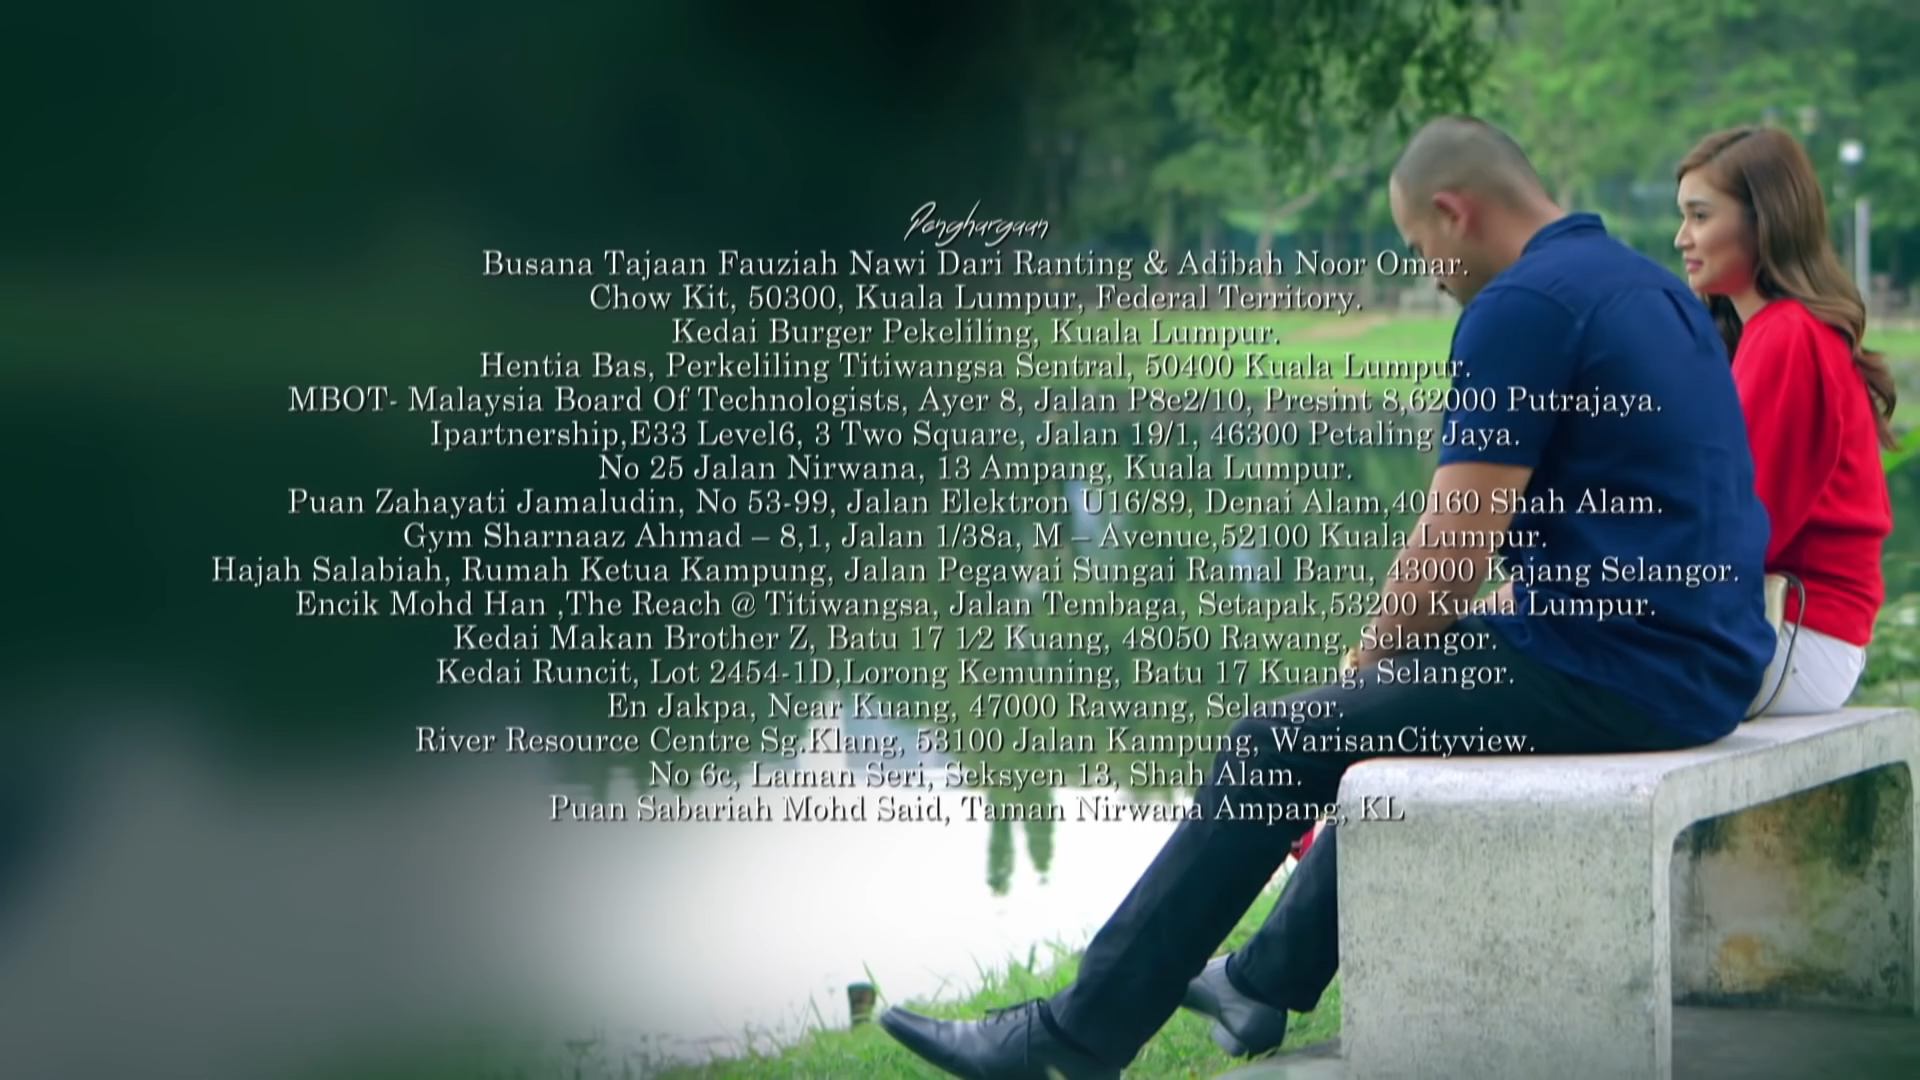 Penghargaan
Busana Tajaan Fauziah Nawi Dari Ranting & Adibah Noor Omar.
Chow Kit, 50300, Kuala Lumpur, Federal Territory.
Kedai Burger Pekeliling, Kuala Lumpur.
Hentia Bas, Perkeliling Titiwangsa Sentral, 50400 Kuala Lumpur.
MBOT- Malaysia Board Of Technologists, Ayer 8, Jalan P8e2/10, Presint 8,62000 Putrajaya.
Ipartnership,E33 Level6, 3 Two Square, Jalan 19/1, 46300 Petaling Jaya.
No 25 Jalan Nirwana, 13 Ampang, Kuala Lumpur.
Puan Zahayati Jamaludin, No 53-99, Jalan Elektron U16/89, Denai Alam,40160 Shah Alam.
Gym Sharnaaz Ahmad – 8,1, Jalan 1/38a, M – Avenue,52100 Kuala Lumpur.
Hajah Salabiah, Rumah Ketua Kampung, Jalan Pegawai Sungai Ramal Baru, 43000 Kajang Selangor.
Encik Mohd Han ,The Reach @ Titiwangsa, Jalan Tembaga, Setapak,53200 Kuala Lumpur.
Kedai Makan Brother Z, Batu 17 1/2 Kuang, 48050 Rawang, Selangor.
Kedai Runcit, Lot 2454-1D,Lorong Kemuning, Batu 17 Kuang, Selangor.
En Jakpa, Near Kuang, 47000 Rawang, Selangor.
River Resource Centre Sg.Klang, 53100 Jalan Kampung, WarisanCityview.
No 6c, Laman Seri, Seksyen 13, Shah Alam.
Puan Sabariah Mohd Said, Taman Nirwana Ampang, KL